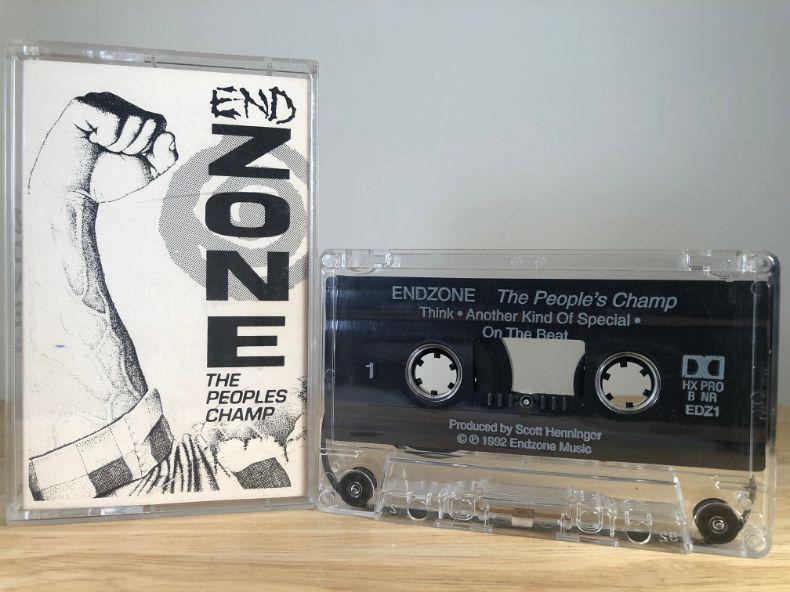 END
ZONE
THE
PEOPLES
CHAMP
ENDZONE The People's Champ
Think • Another Kind Of Special •
On The Beat
1
HX PRO
B NR
EDZ1
Produced by Scott Henninger
© ℗ 1992 Endzone Music